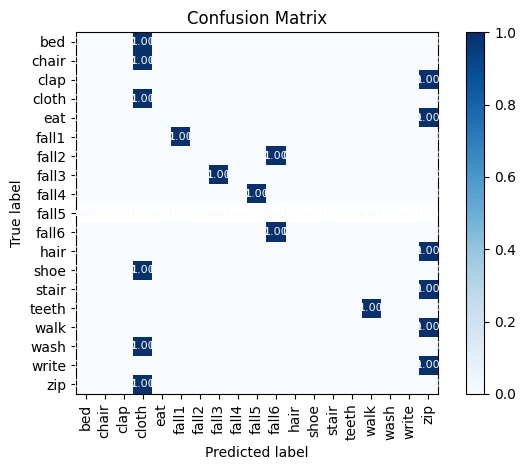 Confusion Matrix
True label
bed 1.00
chair 1.00
clap 1.00
cloth 1.00
eat 1.00
fall1 1.00
fall2 1.00
fall3 1.00
fall4 1.00
fall5
fall6 1.00
hair 1.00
shoe 1.00
stair 1.00
teeth 1.00
walk 1.00
wash 1.00
write 1.00
zip 1.00
bed chair clap cloth eat fall1 fall2 fall3 fall4 fall5 fall6 hair shoe stair teeth walk wash write zip
Predicted label
1.0
0.8
0.6
0.4
0.2
0.0